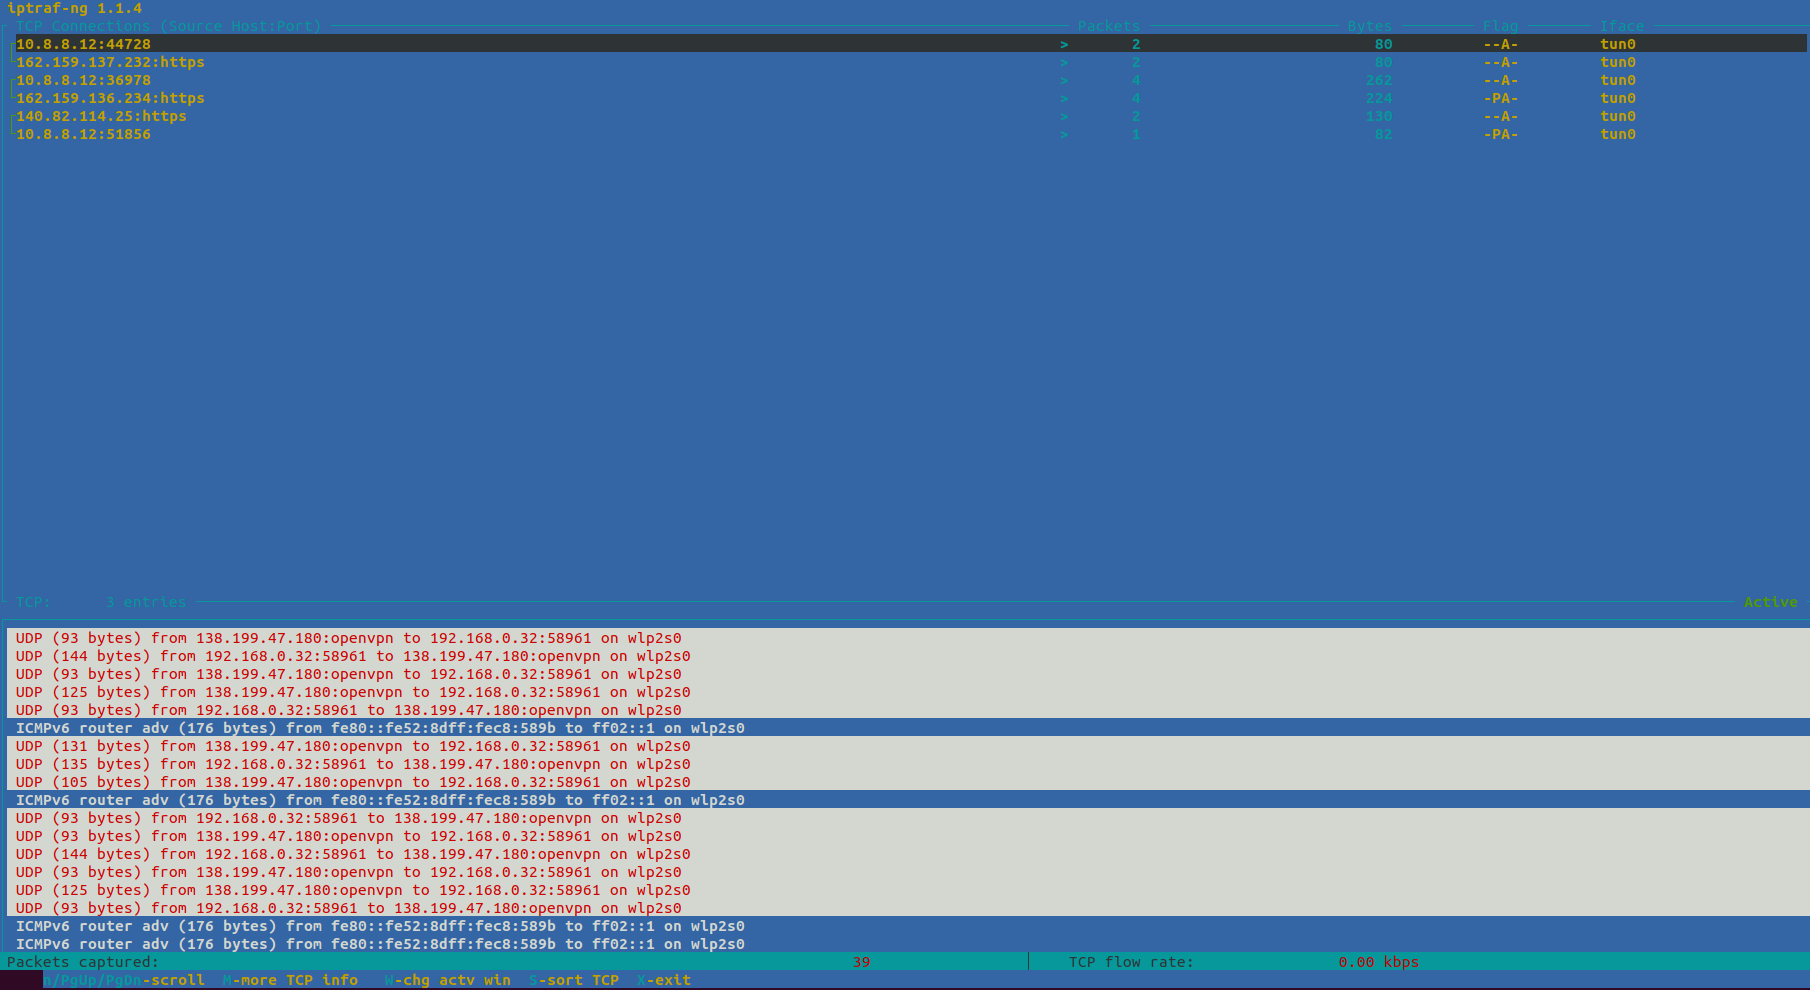 iptraf-ng 1.1.4
TCP Connections (Source Host:Port) Packets Bytes Flag Iface
10.8.8.12:44728 > 2 80 --A- tun0
162.159.137.232:https > 2 80 --A- tun0
10.8.8.12:36978 > 4 262 --A- tun0
162.159.136.234:https > 4 224 -PA- tun0
140.82.114.25:https > 2 130 --A- tun0
10.8.8.12:51856 > 1 82 -PA- tun0
TCP: 3 entries Active
UDP (93 bytes) from 138.199.47.180:openvpn to 192.168.0.32:58961 on wlp2s0
UDP (144 bytes) from 192.168.0.32:58961 to 138.199.47.180:openvpn on wlp2s0
UDP (93 bytes) from 138.199.47.180:openvpn to 192.168.0.32:58961 on wlp2s0
UDP (125 bytes) from 138.199.47.180:openvpn to 192.168.0.32:58961 on wlp2s0
UDP (93 bytes) from 192.168.0.32:58961 to 138.199.47.180:openvpn on wlp2s0
ICMPv6 router adv (176 bytes) from fe80::fe52:8dff:fec8:589b to ff02::1 on wlp2s0
UDP (131 bytes) from 138.199.47.180:openvpn to 192.168.0.32:58961 on wlp2s0
UDP (135 bytes) from 192.168.0.32:58961 to 138.199.47.180:openvpn on wlp2s0
UDP (105 bytes) from 138.199.47.180:openvpn to 192.168.0.32:58961 on wlp2s0
ICMPv6 router adv (176 bytes) from fe80::fe52:8dff:fec8:589b to ff02::1 on wlp2s0
UDP (93 bytes) from 192.168.0.32:58961 to 138.199.47.180:openvpn on wlp2s0
UDP (93 bytes) from 138.199.47.180:openvpn to 192.168.0.32:58961 on wlp2s0
UDP (144 bytes) from 192.168.0.32:58961 to 138.199.47.180:openvpn on wlp2s0
UDP (93 bytes) from 138.199.47.180:openvpn to 192.168.0.32:58961 on wlp2s0
UDP (125 bytes) from 138.199.47.180:openvpn to 192.168.0.32:58961 on wlp2s0
UDP (93 bytes) from 192.168.0.32:58961 to 138.199.47.180:openvpn on wlp2s0
ICMPv6 router adv (176 bytes) from fe80::fe52:8dff:fec8:589b to ff02::1 on wlp2s0
ICMPv6 router adv (176 bytes) from fe80::fe52:8dff:fec8:589b to ff02::1 on wlp2s0
Packets captured: 39 TCP flow rate: 0.00 kbps
n/PgUp/PgDn-scroll M-more TCP info W-chg actv win S-sort TCP X-exit